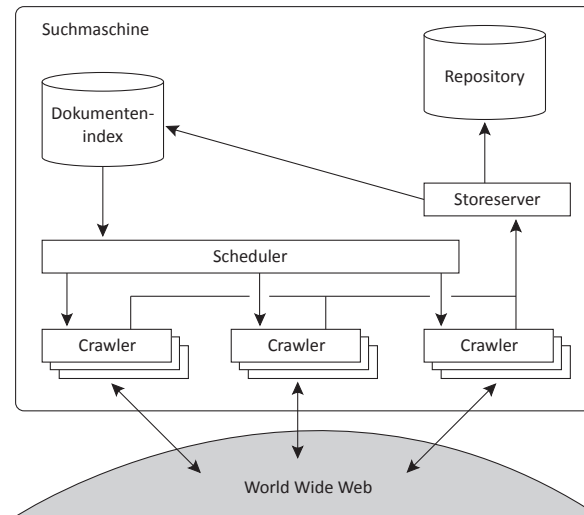 Suchmaschine
Repository
Dokumenten-
index
Storeserver
Scheduler
Crawler
Crawler
Crawler
World Wide Web